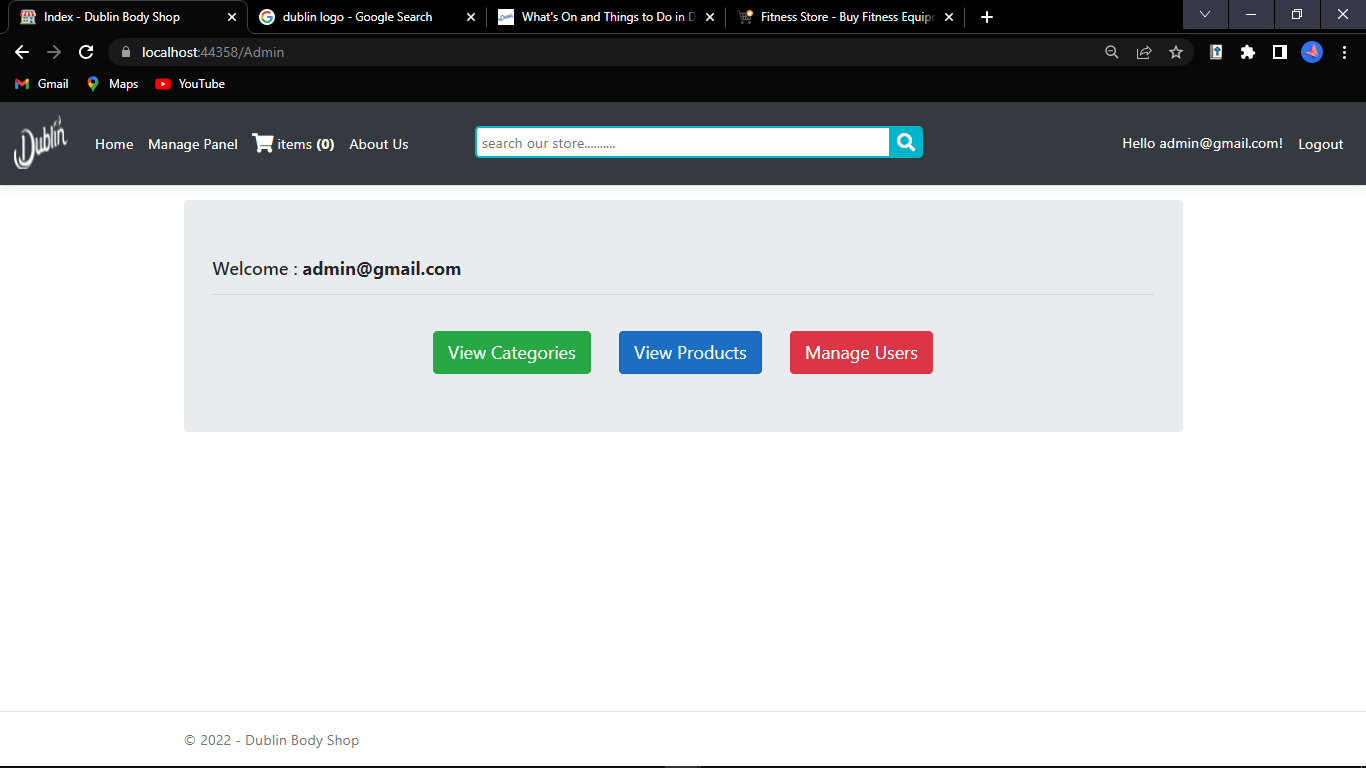 Index - Dublin Body Shop
dublin logo - Google Search
What's On and Things to Do in D
Fitness Store - Buy Fitness Equip
localhost:44358/Admin
Gmail
Maps
YouTube
Dublin
Home
Manage Panel
items (0)
About Us
search our store..........
Hello admin@gmail.com!
Logout
Welcome : admin@gmail.com
View Categories
View Products
Manage Users
© 2022 - Dublin Body Shop